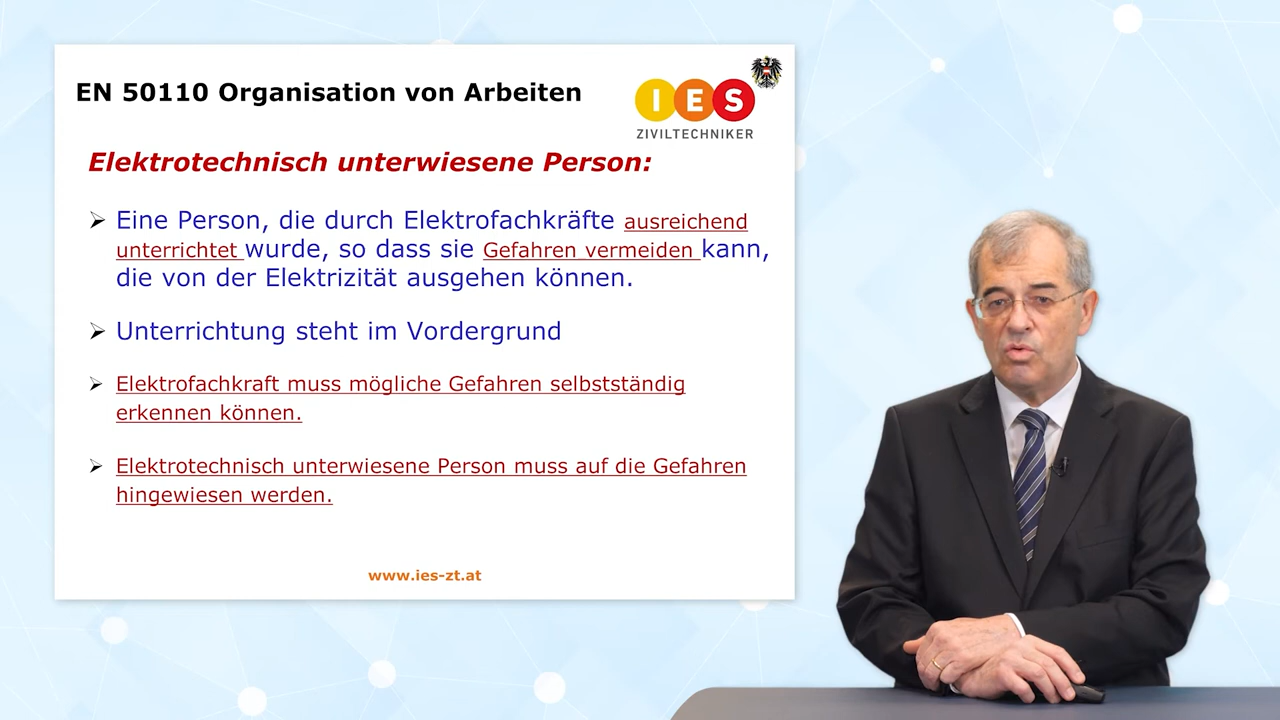 EN 50110 Organisation von Arbeiten
IES
ZIVILTECHNIKER
Elektrotechnisch unterwiesene Person:
Eine Person, die durch Elektrofachkräfte ausreichend
unterrichtet wurde, so dass sie Gefahren vermeiden kann,
die von der Elektrizität ausgehen können.
Unterrichtung steht im Vordergrund
Elektrofachkraft muss mögliche Gefahren selbstständig
erkennen können.
Elektrotechnisch unterwiesene Person muss auf die Gefahren
hingewiesen werden.
www.ies-zt.at